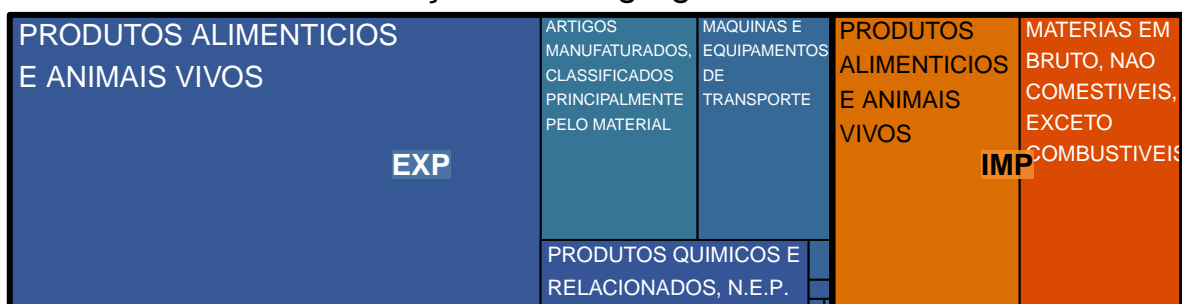 PRODUTOS ALIMENTICIOS
E ANIMAIS VIVOS
EXP
ARTIGOS
MANUFATURADOS,
CLASSIFICADOS
PRINCIPALMENTE
PELO MATERIAL
MAQUINAS E
EQUIPAMENTOS
DE
TRANSPORTE
PRODUTOS QUIMICOS E
RELACIONADOS, N.E.P.
PRODUTOS
ALIMENTICIOS
E ANIMAIS
VIVOS
IMP
MATERIAS EM
BRUTO, NAO
COMESTIVEIS,
EXCETO
COMBUSTIVEIS